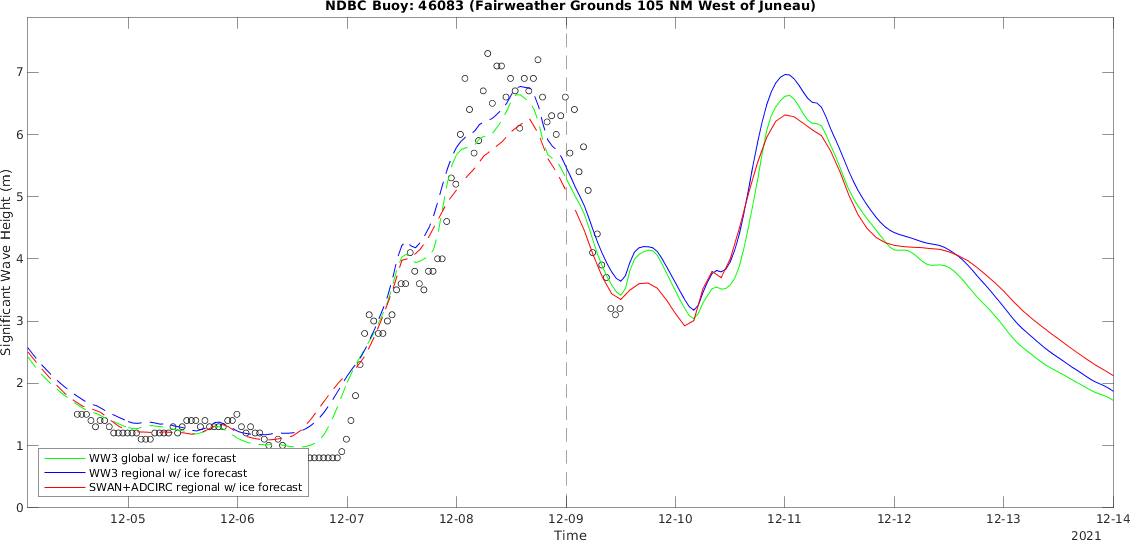 NDBC Buoy: 46083 (Fairweather Grounds 105 NM West of Juneau)
Significant Wave Height (m)
7
6
5
4
3
2
1
0
WW3 global w/ ice forecast
WW3 regional w/ ice forecast
SWAN+ADCIRC regional w/ ice forecast
12-05 12-06 12-07 12-08 12-09 12-10 12-11 12-12 12-13 12-14
Time
2021